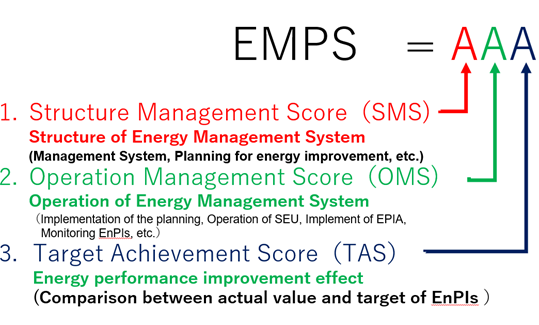 EMPS = AAA
1. Structure Management Score (SMS)
Structure of Energy Management System
(Management System, Planning for energy improvement, etc.)
2. Operation Management Score (OMS)
Operation of Energy Management System
(Implementation of the planning, Operation of SEU, Implement of EPIA,
Monitoring EnPIs, etc.)
3. Target Achievement Score (TAS)
Energy performance improvement effect
(Comparison between actual value and target of EnPIs )